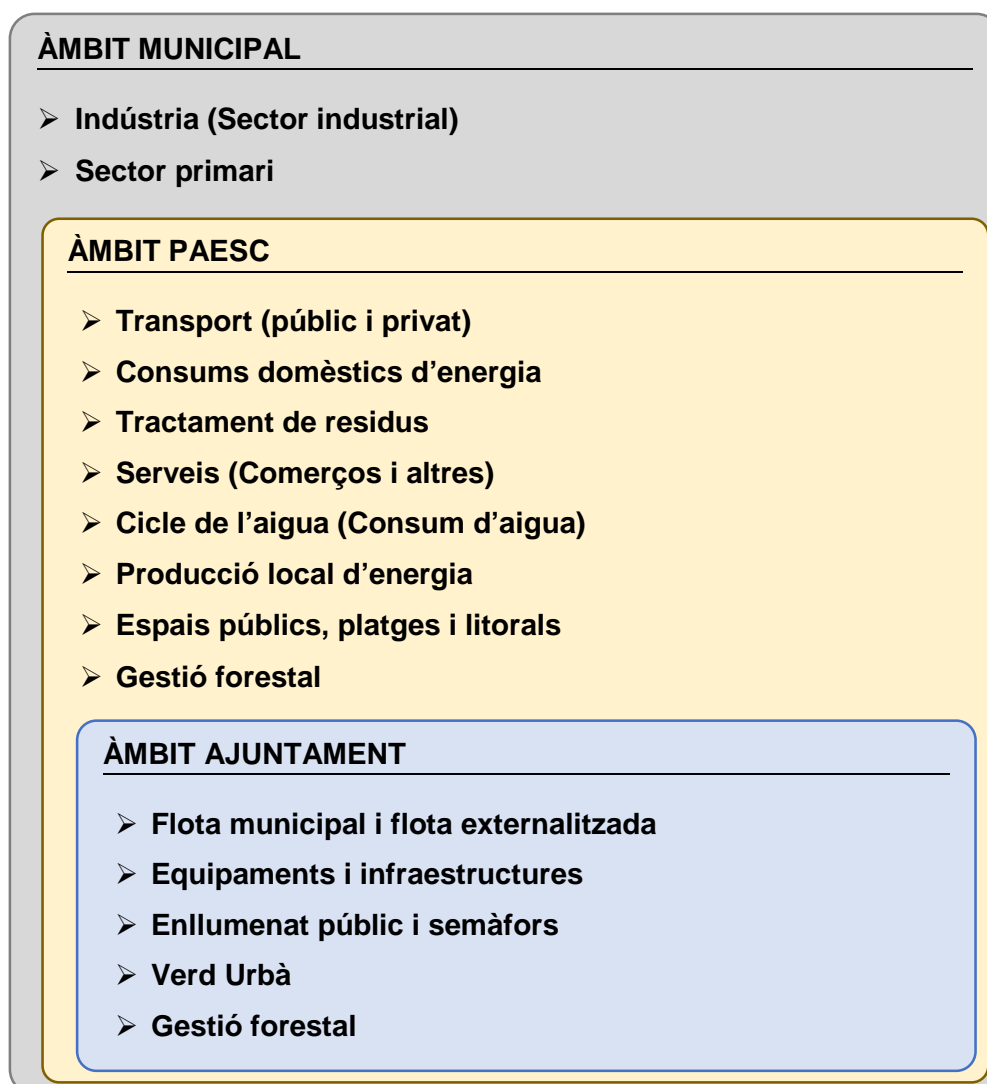 ÀMBIT MUNICIPAL
➢ Indústria (Sector industrial)
➢ Sector primari
ÀMBIT PAESC
➢ Transport (públic i privat)
➢ Consums domèstics d’energia
➢ Tractament de residus
➢ Serveis (Comerços i altres)
➢ Cicle de l’aigua (Consum d’aigua)
➢ Producció local d’energia
➢ Espais públics, platges i litorals
➢ Gestió forestal
ÀMBIT AJUNTAMENT
➢ Flota municipal i flota externalitzada
➢ Equipaments i infraestructures
➢ Enllumenat públic i semàfors
➢ Verd Urbà
➢ Gestió forestal